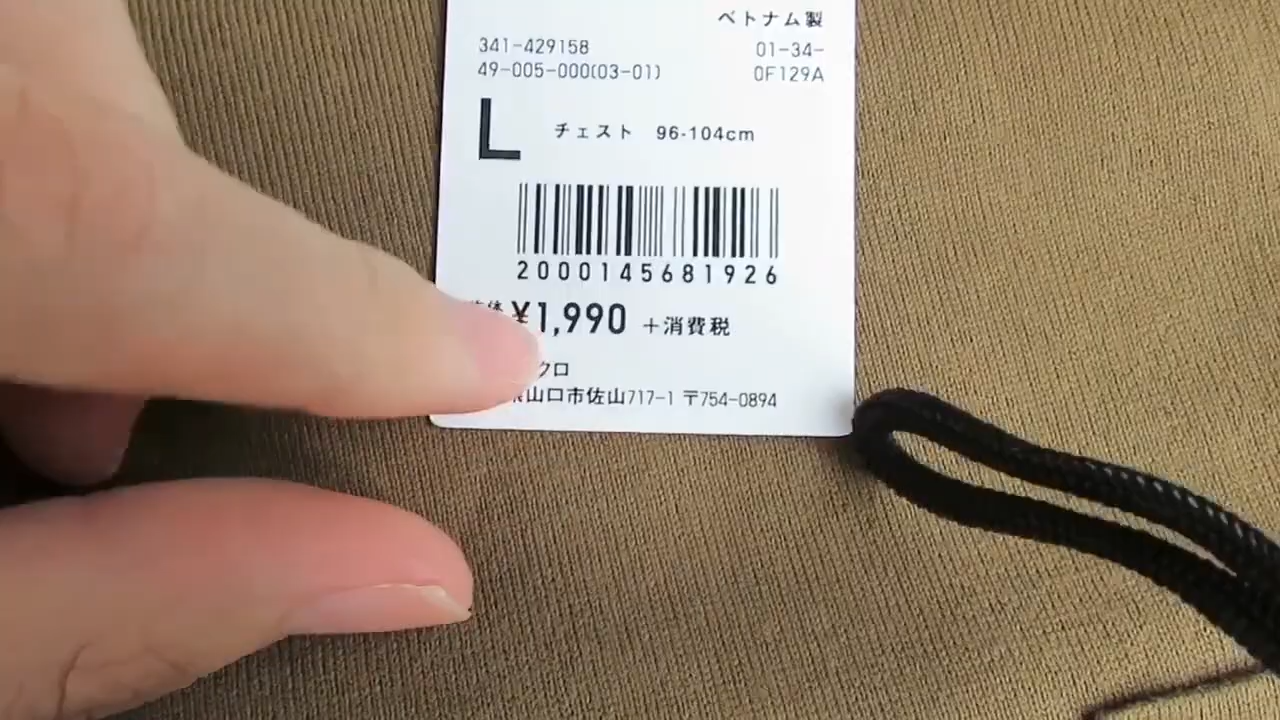 ベトナム製
341-429158 01-34-
49-005-000(03-01) 0F129A
L チェスト 96-104cm
2000145681926
¥1,990 +消費税
クロ
山口市佐山717-1 〒754-0894